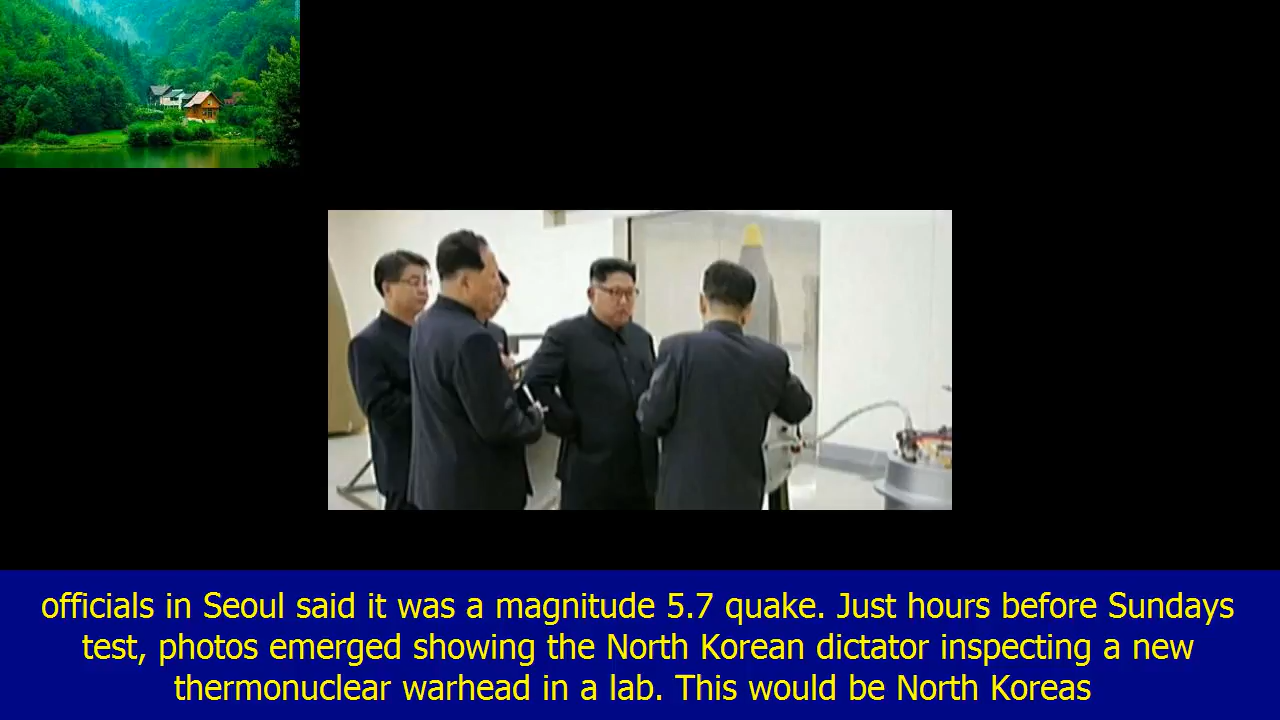 officials in Seoul said it was a magnitude 5.7 quake. Just hours before Sundays
test, photos emerged showing the North Korean dictator inspecting a new
thermonuclear warhead in a lab. This would be North Koreas